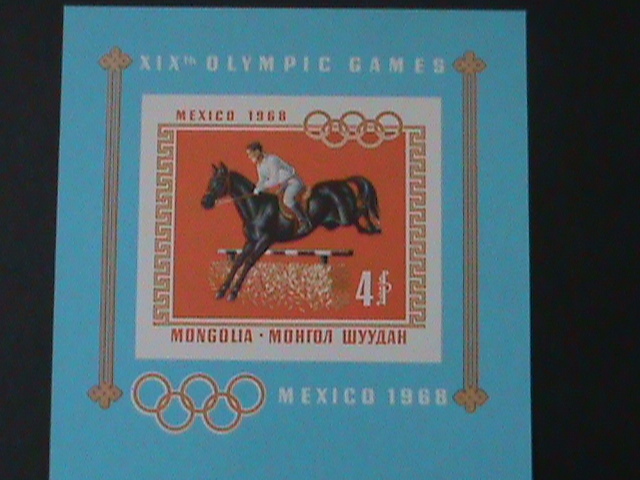 XIXth OLYMPIC GAMES
MEXICO 1968
4
MONGOLIA · МОНГОЛ ШУУДАН
MEXICO 1968